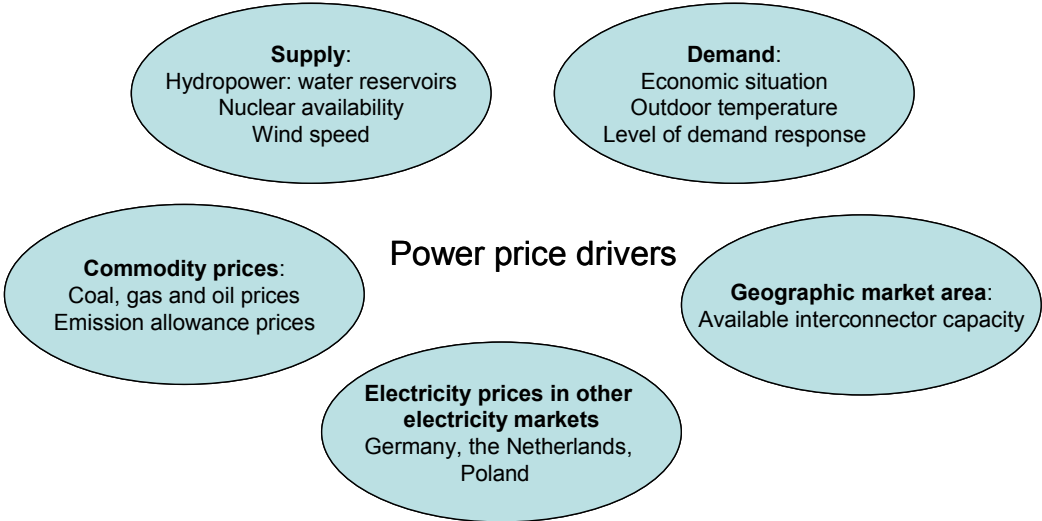 Supply:
Hydropower: water reservoirs
Nuclear availability
Wind speed
Demand:
Economic situation
Outdoor temperature
Level of demand response
Power price drivers
Commodity prices:
Coal, gas and oil prices
Emission allowance prices
Geographic market area:
Available interconnector capacity
Electricity prices in other
electricity markets
Germany, the Netherlands,
Poland